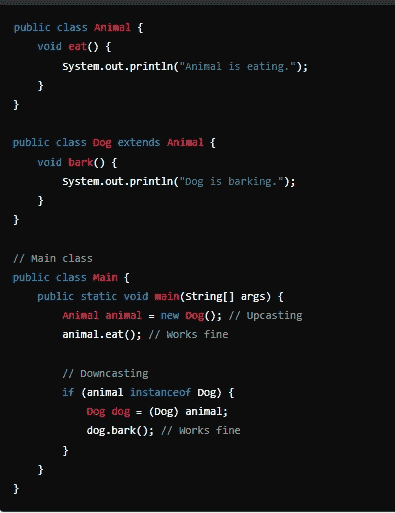 public class Animal {
    void eat() {
        System.out.println("Animal is eating.");
    }
}

public class Dog extends Animal {
    void bark() {
        System.out.println("Dog is barking.");
    }
}

// Main class
public class Main {
    public static void main(String[] args) {
        Animal animal = new Dog(); // Upcasting
        animal.eat(); // Works fine

        // Downcasting
        if (animal instanceof Dog) {
            Dog dog = (Dog) animal;
            dog.bark(); // Works fine
        }
    }
}